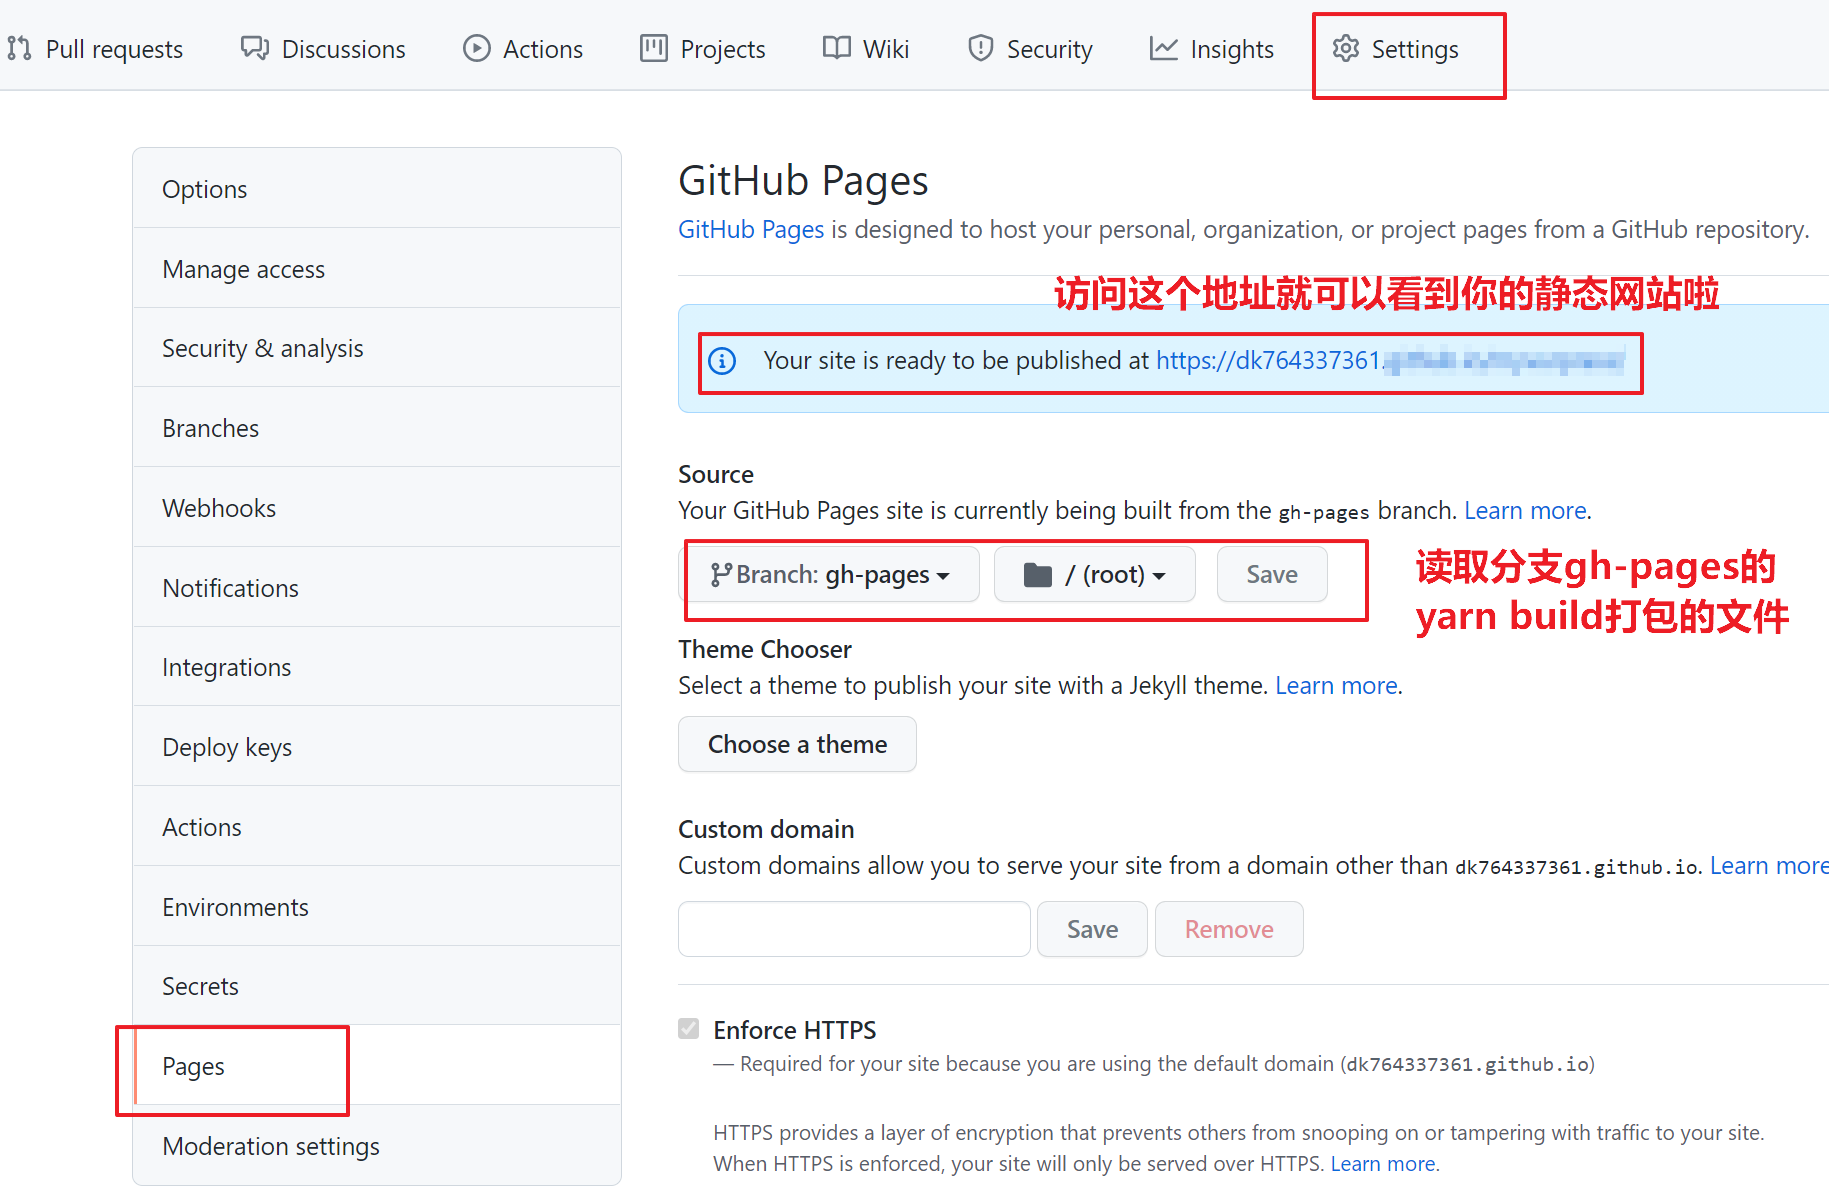 Pull requests Discussions Actions Projects Wiki Security Insights Settings
Options
Manage access
Security & analysis
Branches
Webhooks
Notifications
Integrations
Deploy keys
Actions
Environments
Secrets
Pages
Moderation settings
GitHub Pages
GitHub Pages is designed to host your personal, organization, or project pages from a GitHub repository.
访问这个地址就可以看到你的静态网站啦
Your site is ready to be published at https://dk764337361.
Source
Your GitHub Pages site is currently being built from the gh-pages branch. Learn more.
Branch: gh-pages / (root) Save
读取分支gh-pages的
yarn build打包的文件
Theme Chooser
Select a theme to publish your site with a Jekyll theme. Learn more.
Choose a theme
Custom domain
Custom domains allow you to serve your site from a domain other than dk764337361.github.io. Learn more
Save Remove
Enforce HTTPS
— Required for your site because you are using the default domain (dk764337361.github.io)
HTTPS provides a layer of encryption that prevents others from snooping on or tampering with traffic to your site.
When HTTPS is enforced, your site will only be served over HTTPS. Learn more.